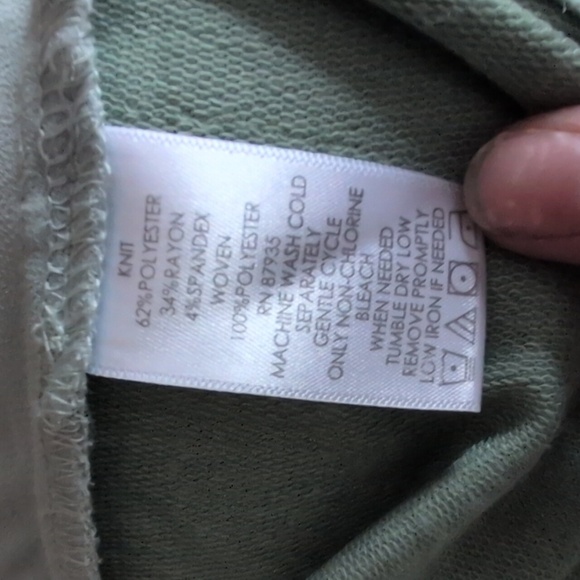 KNIT
62%POLYESTER
34%RAYON
4%SPANDEX
WOVEN
100%POLYESTER
RN 87935
MACHINE WASH COLD
SEPARATELY
GENTLE CYCLE
ONLY NON-CHLORINE
BLEACH
WHEN NEEDED
TUMBLE DRY LOW
REMOVE PROMPTLY
LOW IRON IF NEEDED